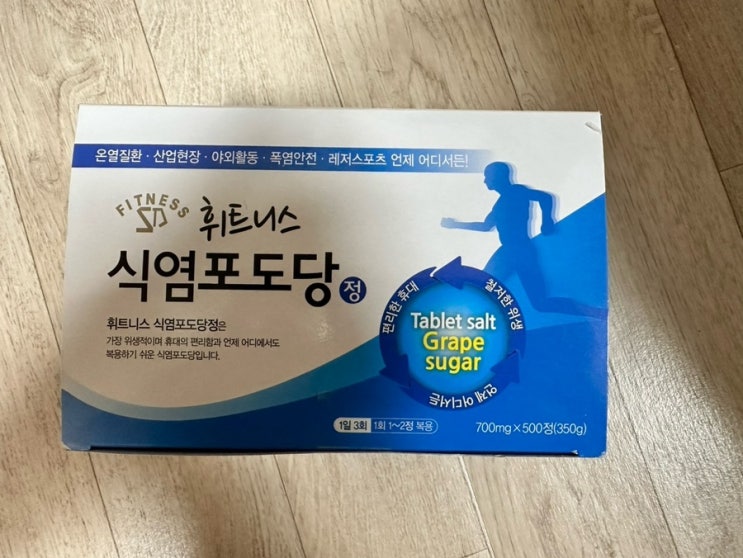 온열질환 · 산업현장 · 야외활동 · 폭염안전 · 레저스포츠 언제 어디서든!
FITNESS
휘트니스
식염포도당 정
휘트니스 식염포도당정은
가장 위생적이며 휴대의 편리함과 언제 어디에서도
복용하기 쉬운 식염포도당입니다.
편리한 휴대
철저한 위생
언제 어디서든
Tablet salt
Grape
sugar
1일 3회 1회 1~2정 복용
700mg×500정(350g)